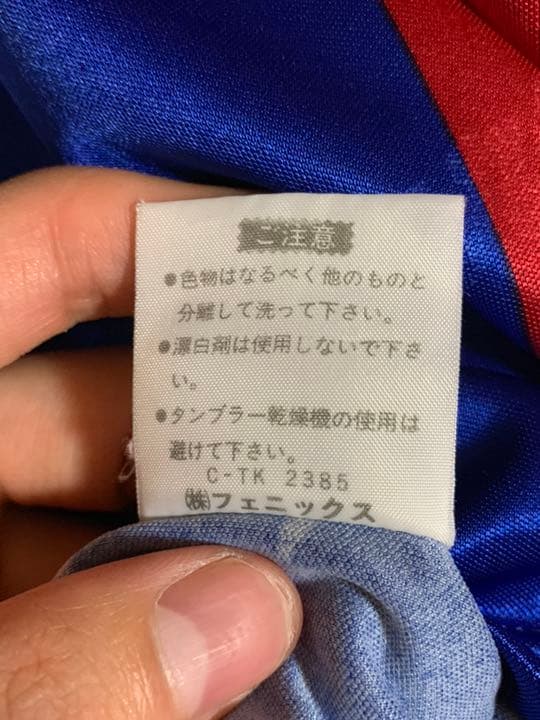 ご注意
●色物はなるべく他のものと
分離して洗って下さい。
●漂白剤は使用しないで下さ
い。
●タンブラー乾燥機の使用は
避けて下さい。
C-TK 2385
㈱フェニックス